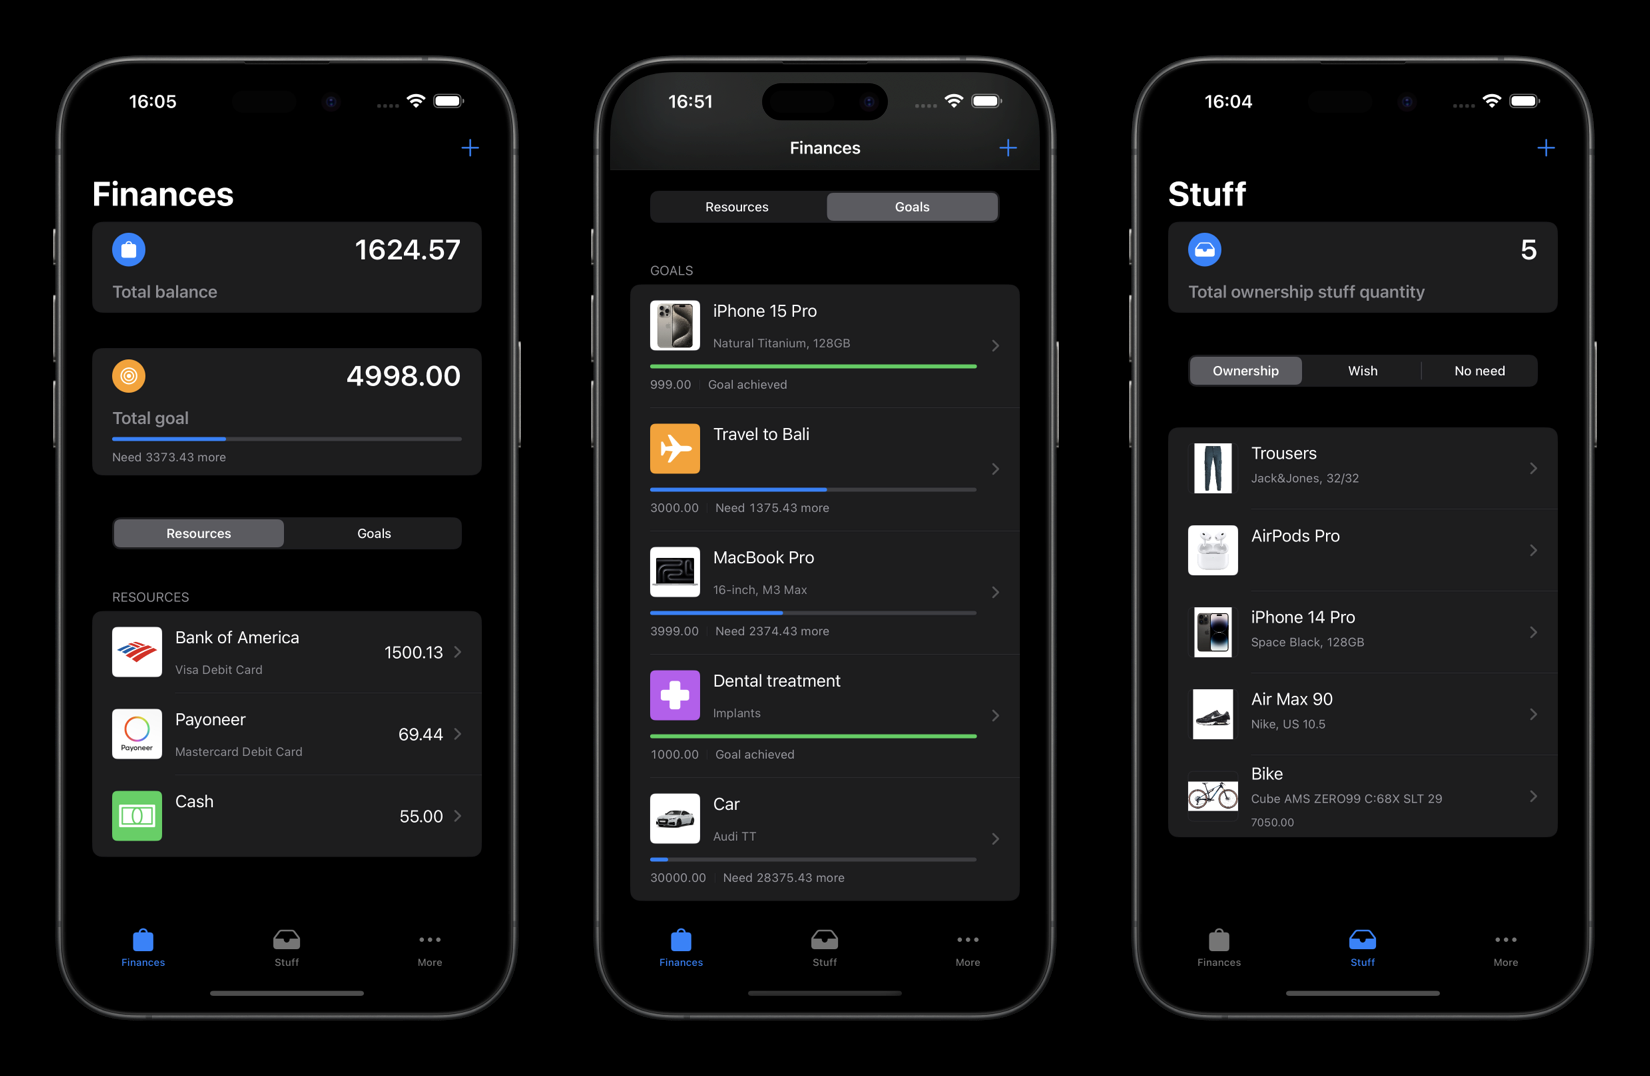 16:05
Finances
1624.57
Total balance
4998.00
Total goal
Need 3373.43 more
Resources
Goals
RESOURCES
Bank of America
Visa Debit Card
1500.13
Payoneer
Payoneer
Mastercard Debit Card
69.44
Cash
55.00
Finances
Stuff
More
16:51
Finances
Resources
Goals
GOALS
iPhone 15 Pro
Natural Titanium, 128GB
999.00 Goal achieved
Travel to Bali
3000.00 Need 1375.43 more
MacBook Pro
16-inch, M3 Max
3999.00 Need 2374.43 more
Dental treatment
Implants
1000.00 Goal achieved
Car
Audi TT
30000.00 Need 28375.43 more
Finances
Stuff
More
16:04
Stuff
5
Total ownership stuff quantity
Ownership
Wish
No need
Trousers
Jack&Jones, 32/32
AirPods Pro
iPhone 14 Pro
Space Black, 128GB
Air Max 90
Nike, US 10.5
Bike
Cube AMS ZERO99 C:68X SLT 29
7050.00
Finances
Stuff
More